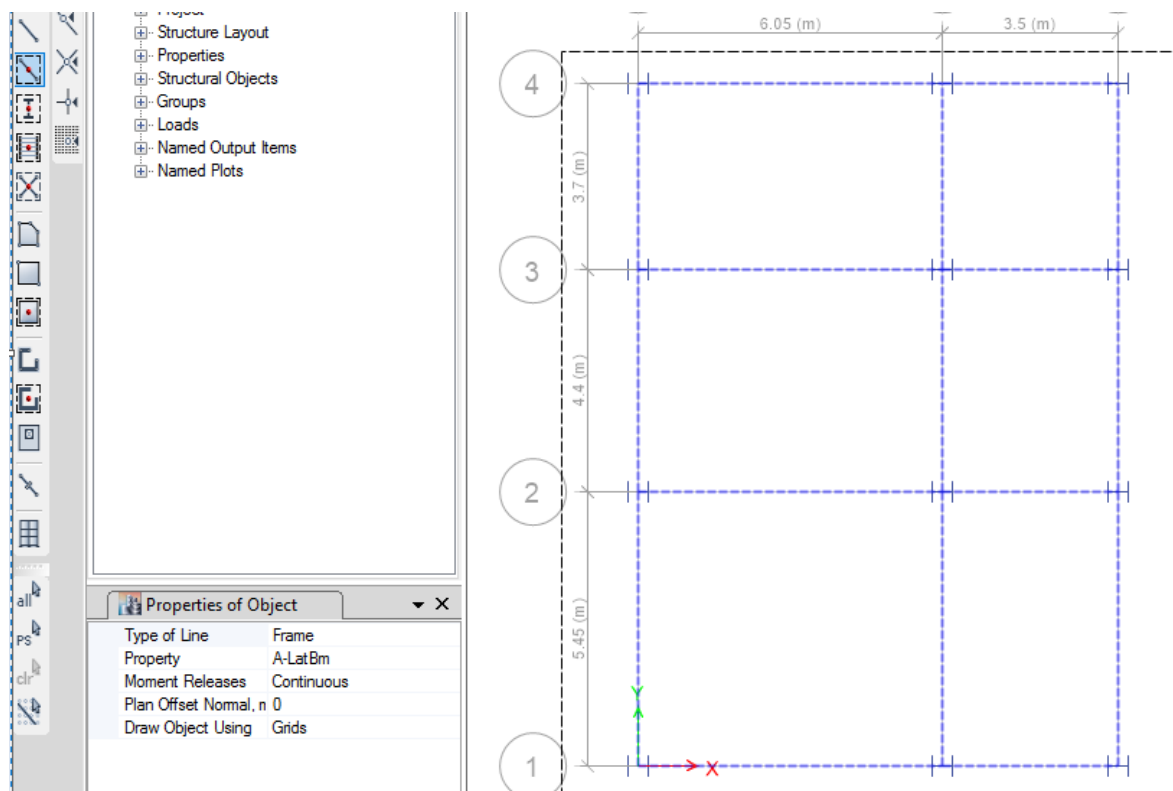 Structure Layout
Properties
Structural Objects
Groups
Loads
Named Output Items
Named Plots
all
PS
clr
Properties of Object
Type of Line Frame
Property A-LatBm
Moment Releases Continuous
Plan Offset Normal, n 0
Draw Object Using Grids
6.05 (m) 3.5 (m)
4
3.7 (m)
3
4.4 (m)
2
5.45 (m)
Y
1
X